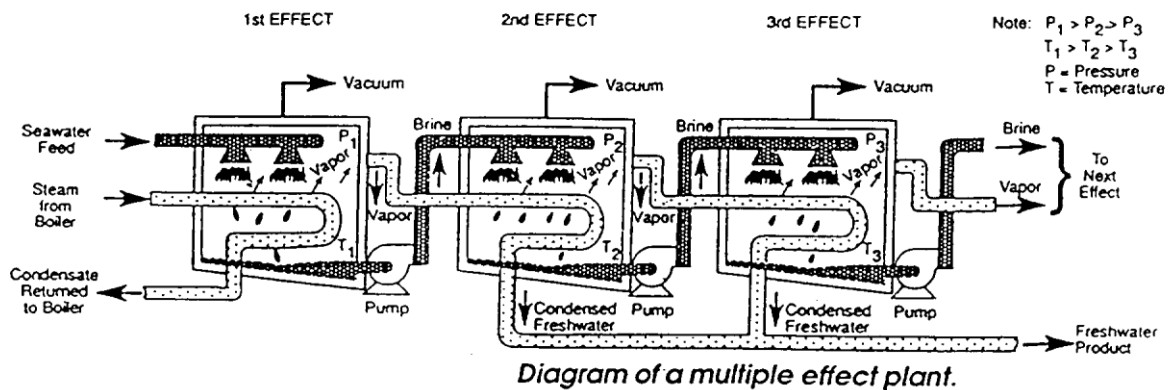 1st EFFECT
2nd EFFECT
3rd EFFECT
Note: P1 > P2 > P3
T1 > T2 > T3
P = Pressure
T = Temperature
Vacuum
Vacuum
Vacuum
Seawater
Feed
Steam
from
Boiler
Condensate
Returned
to Boiler
P1
Vapor
T1
Vapor
Pump
Brine
P2
Vapor
T2
Vapor
Pump
Condensed
Freshwater
Brine
P3
Vapor
T3
Pump
Condensed
Freshwater
Brine
Vapor
To
Next
Effect
Freshwater
Product
Diagram of a multiple effect plant.